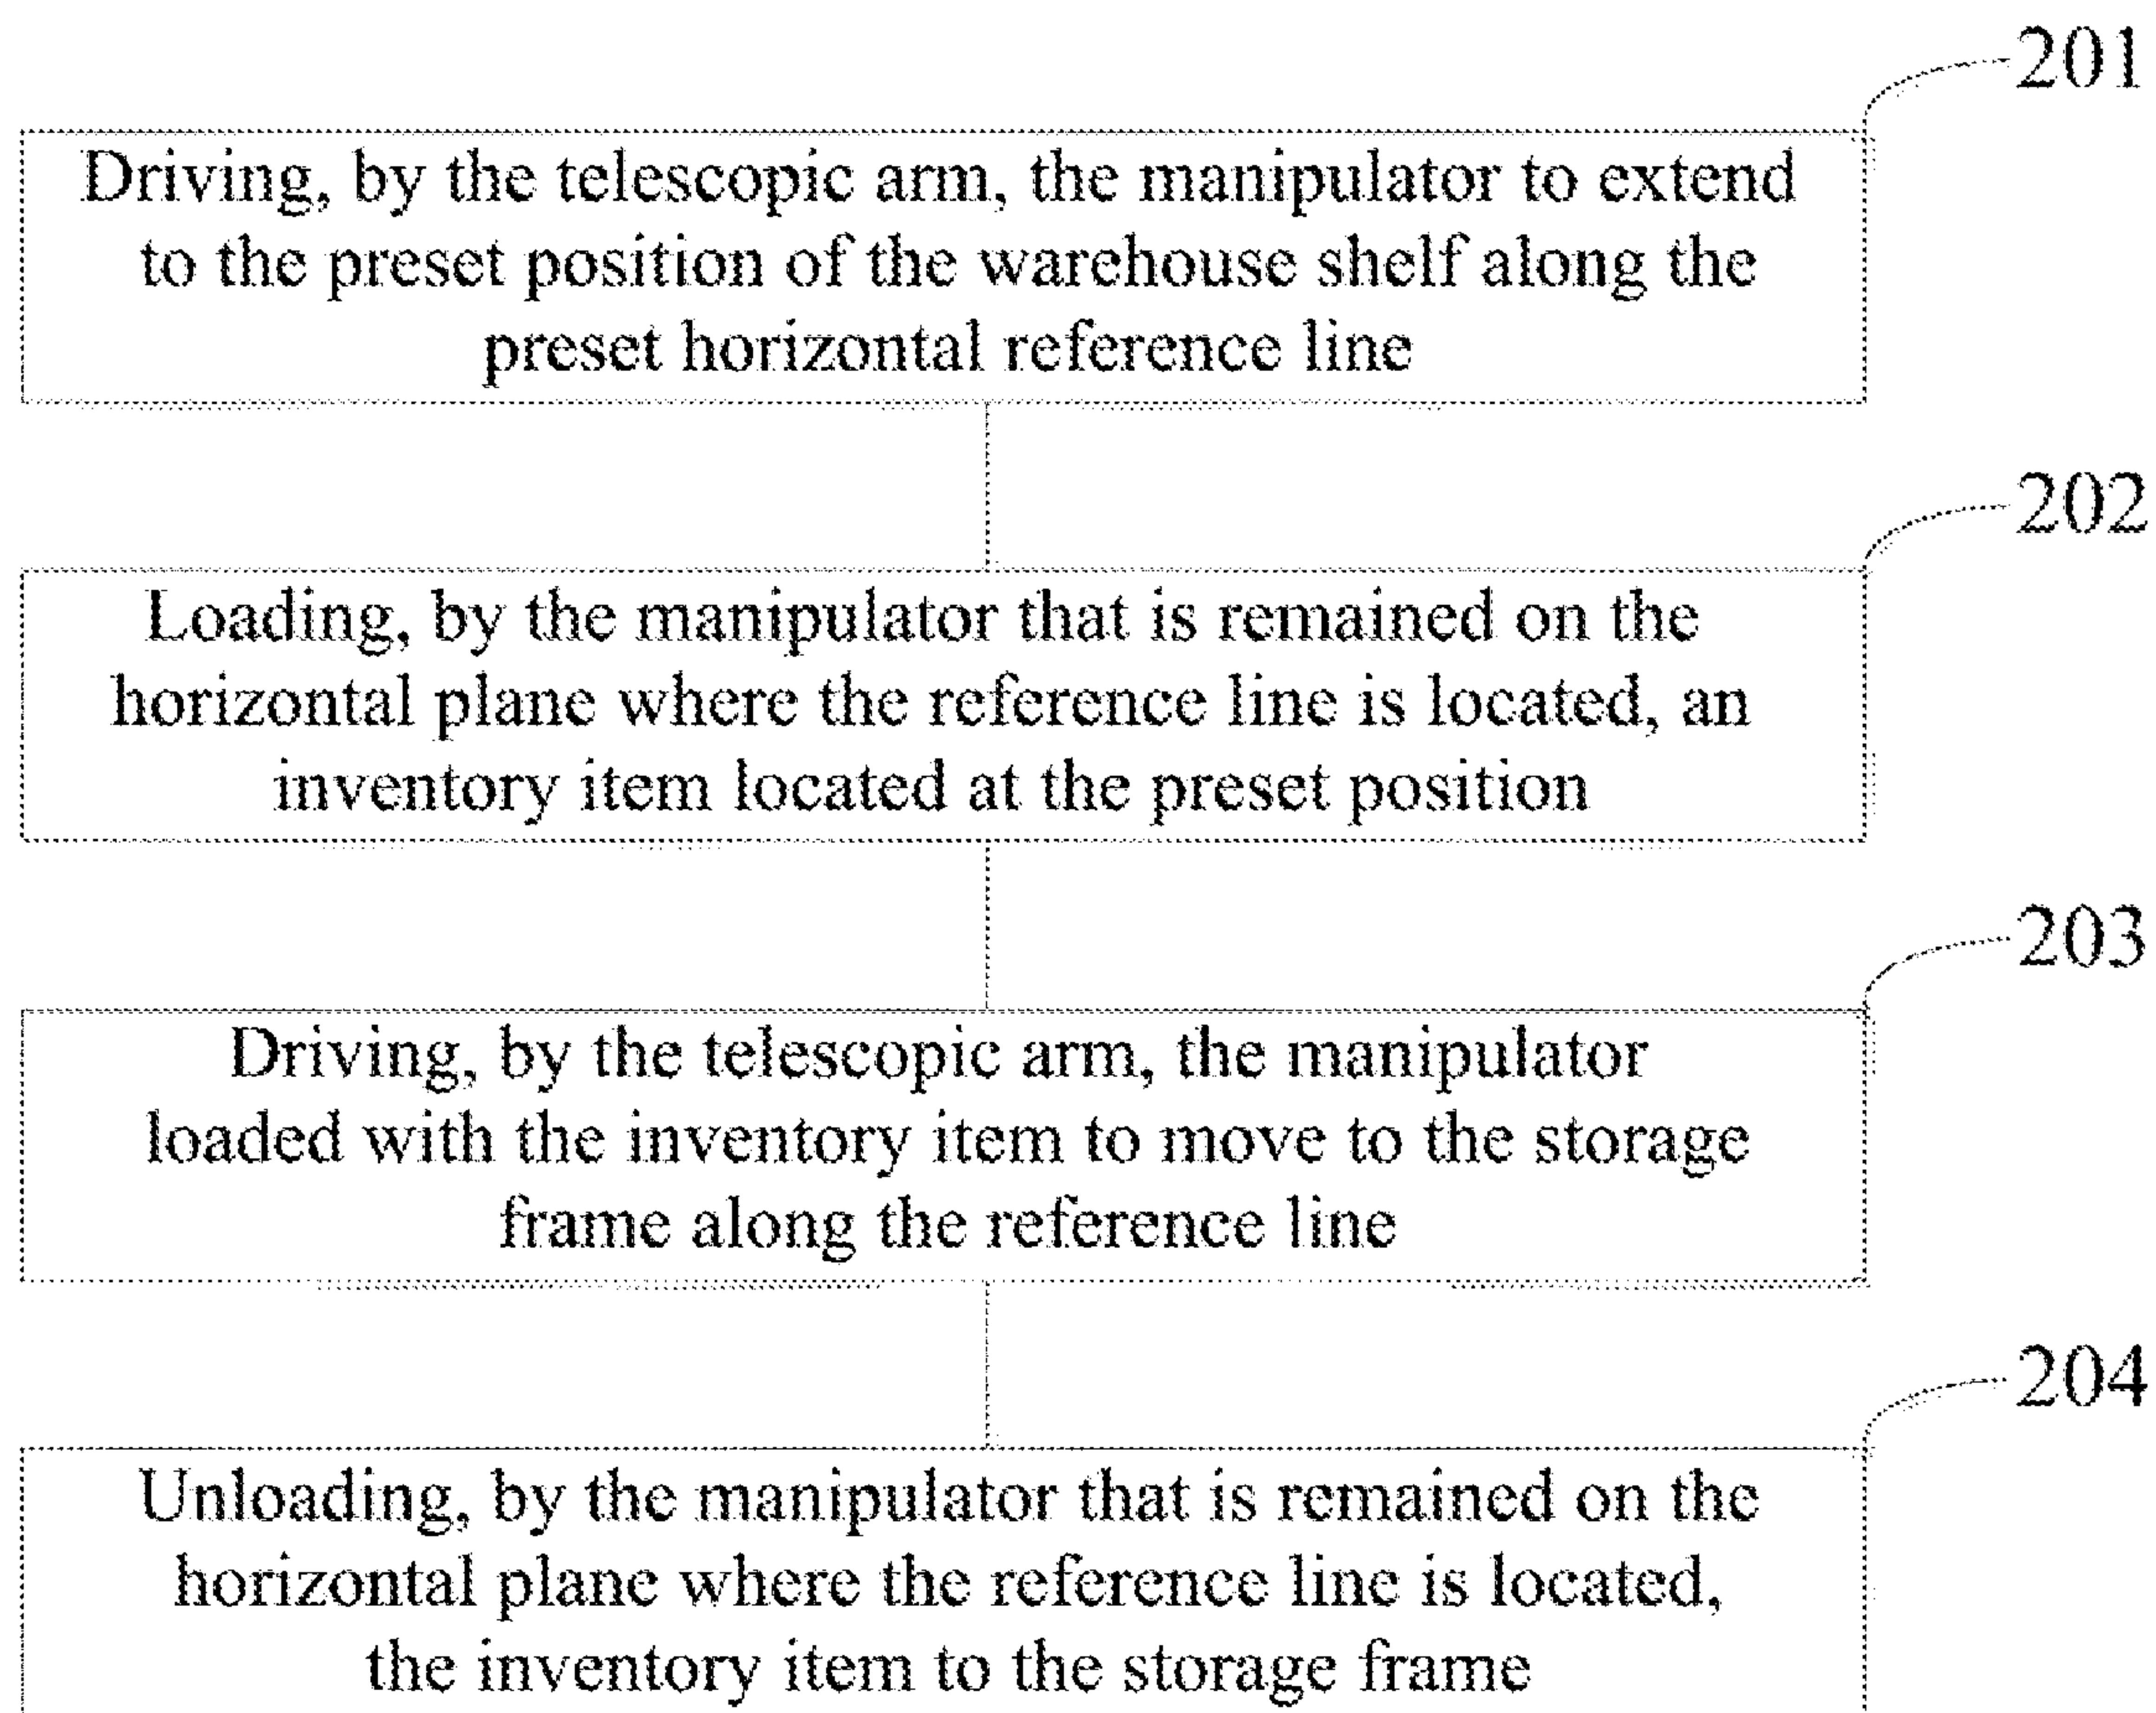 201
Driving, by the telescopic arm, the manipulator to extend
to the preset position of the warehouse shelf along the
preset horizontal reference line
202
Loading, by the manipulator that is remained on the
horizontal plane where the reference line is located, an
inventory item located at the preset position
203
Driving, by the telescopic arm, the manipulator
loaded with the inventory item to move to the storage
frame along the reference line
204
Unloading, by the manipulator that is remained on the
horizontal plane where the reference line is located,
the inventory item to the storage frame